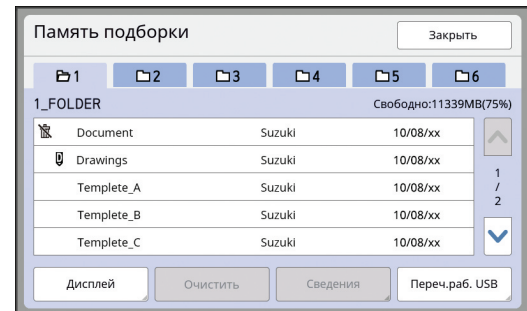 Память подборки
Закрыть
1 2 3 4 5 6
1_FOLDER Свободно:11339MB(75%)
Document Suzuki 10/08/xx
Drawings Suzuki 10/08/xx
Templete_A Suzuki 10/08/xx
Templete_B Suzuki 10/08/xx
Templete_C Suzuki 10/08/xx
1
/
2
Дисплей Очистить Сведения Переч.раб. USB